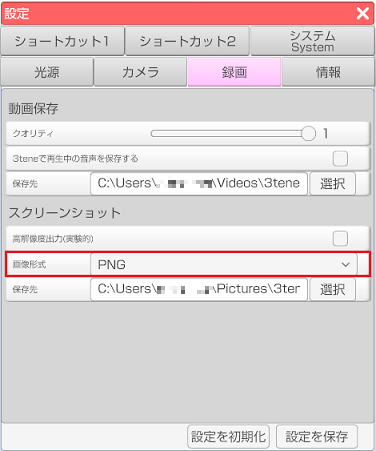 設定
ショートカット1 ショートカット2 システム
System
光源 カメラ 録画 情報
動画保存
クオリティ 1
3teneで再生中の音声を保存する
保存先 C:\Users\ \Videos\3tene 選択
スクリーンショット
高解像度出力(実験的)
画像形式 PNG
保存先 C:\Users\ \Pictures\3ter 選択
設定を初期化 設定を保存